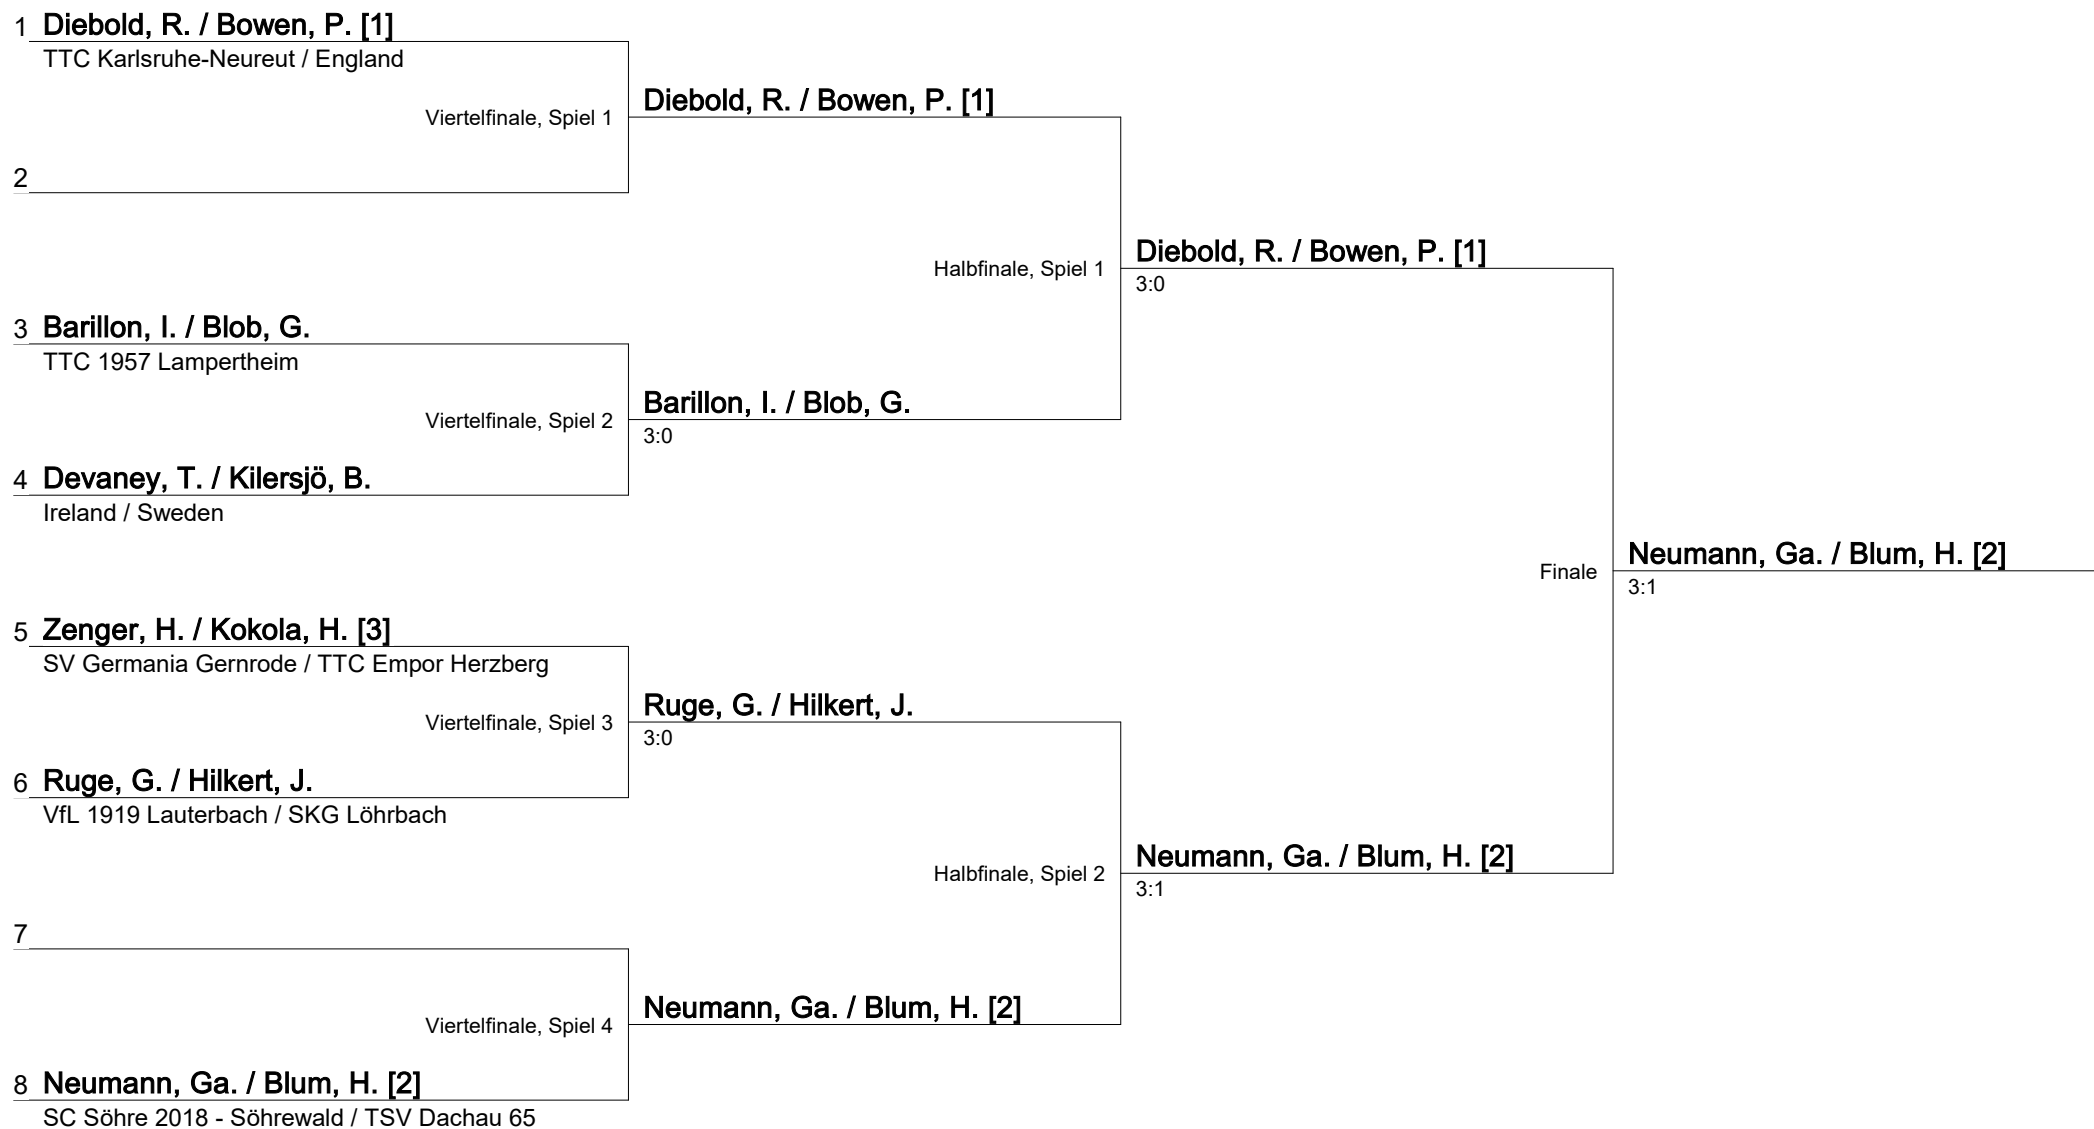 1 Diebold, R. / Bowen, P. [1]
TTC Karlsruhe-Neureut / England
Viertelfinale, Spiel 1
Diebold, R. / Bowen, P. [1]
2
Halbfinale, Spiel 1
Diebold, R. / Bowen, P. [1]
3:0
3 Barillon, I. / Blob, G.
TTC 1957 Lampertheim
Viertelfinale, Spiel 2
Barillon, I. / Blob, G.
3:0
4 Devaney, T. / Kilersjö, B.
Ireland / Sweden
Finale
Neumann, Ga. / Blum, H. [2]
3:1
5 Zenger, H. / Kokola, H. [3]
SV Germania Gernrode / TTC Empor Herzberg
Viertelfinale, Spiel 3
Ruge, G. / Hilkert, J.
3:0
6 Ruge, G. / Hilkert, J.
VfL 1919 Lauterbach / SKG Löhrbach
Halbfinale, Spiel 2
Neumann, Ga. / Blum, H. [2]
3:1
7
Viertelfinale, Spiel 4
Neumann, Ga. / Blum, H. [2]
8 Neumann, Ga. / Blum, H. [2]
SC Söhre 2018 - Söhrewald / TSV Dachau 65